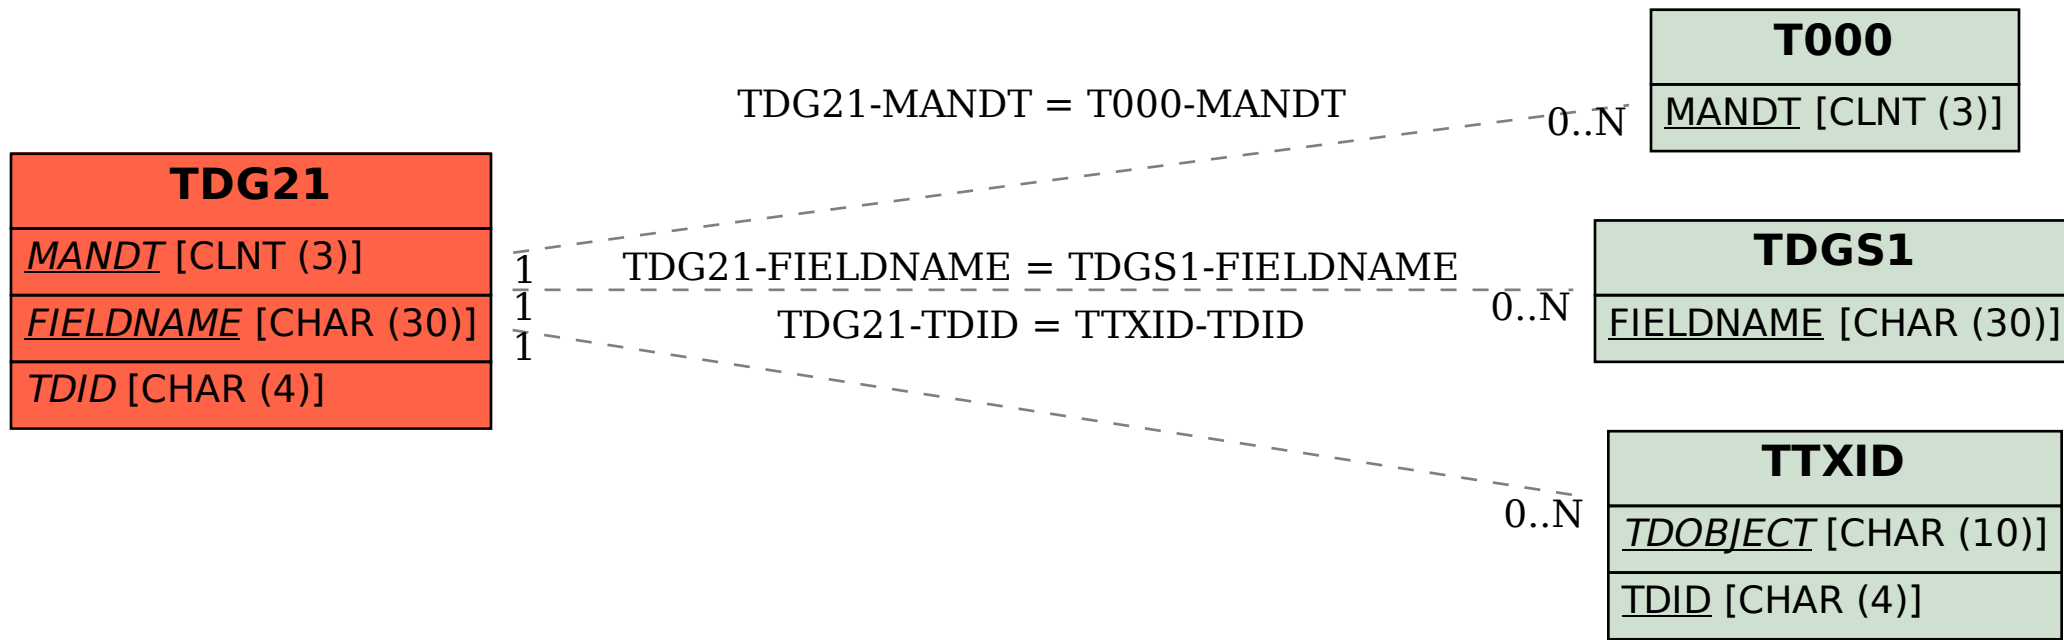 TDG21
MANDT [CLNT (3)]
FIELDNAME [CHAR (30)]
TDID [CHAR (4)]
TDG21-MANDT = T000-MANDT
0..N
1
TDG21-FIELDNAME = TDGS1-FIELDNAME
0..N
1
TDG21-TDID = TTXID-TDID
0..N
1
T000
MANDT [CLNT (3)]
TDGS1
FIELDNAME [CHAR (30)]
TTXID
TDOBJECT [CHAR (10)]
TDID [CHAR (4)]